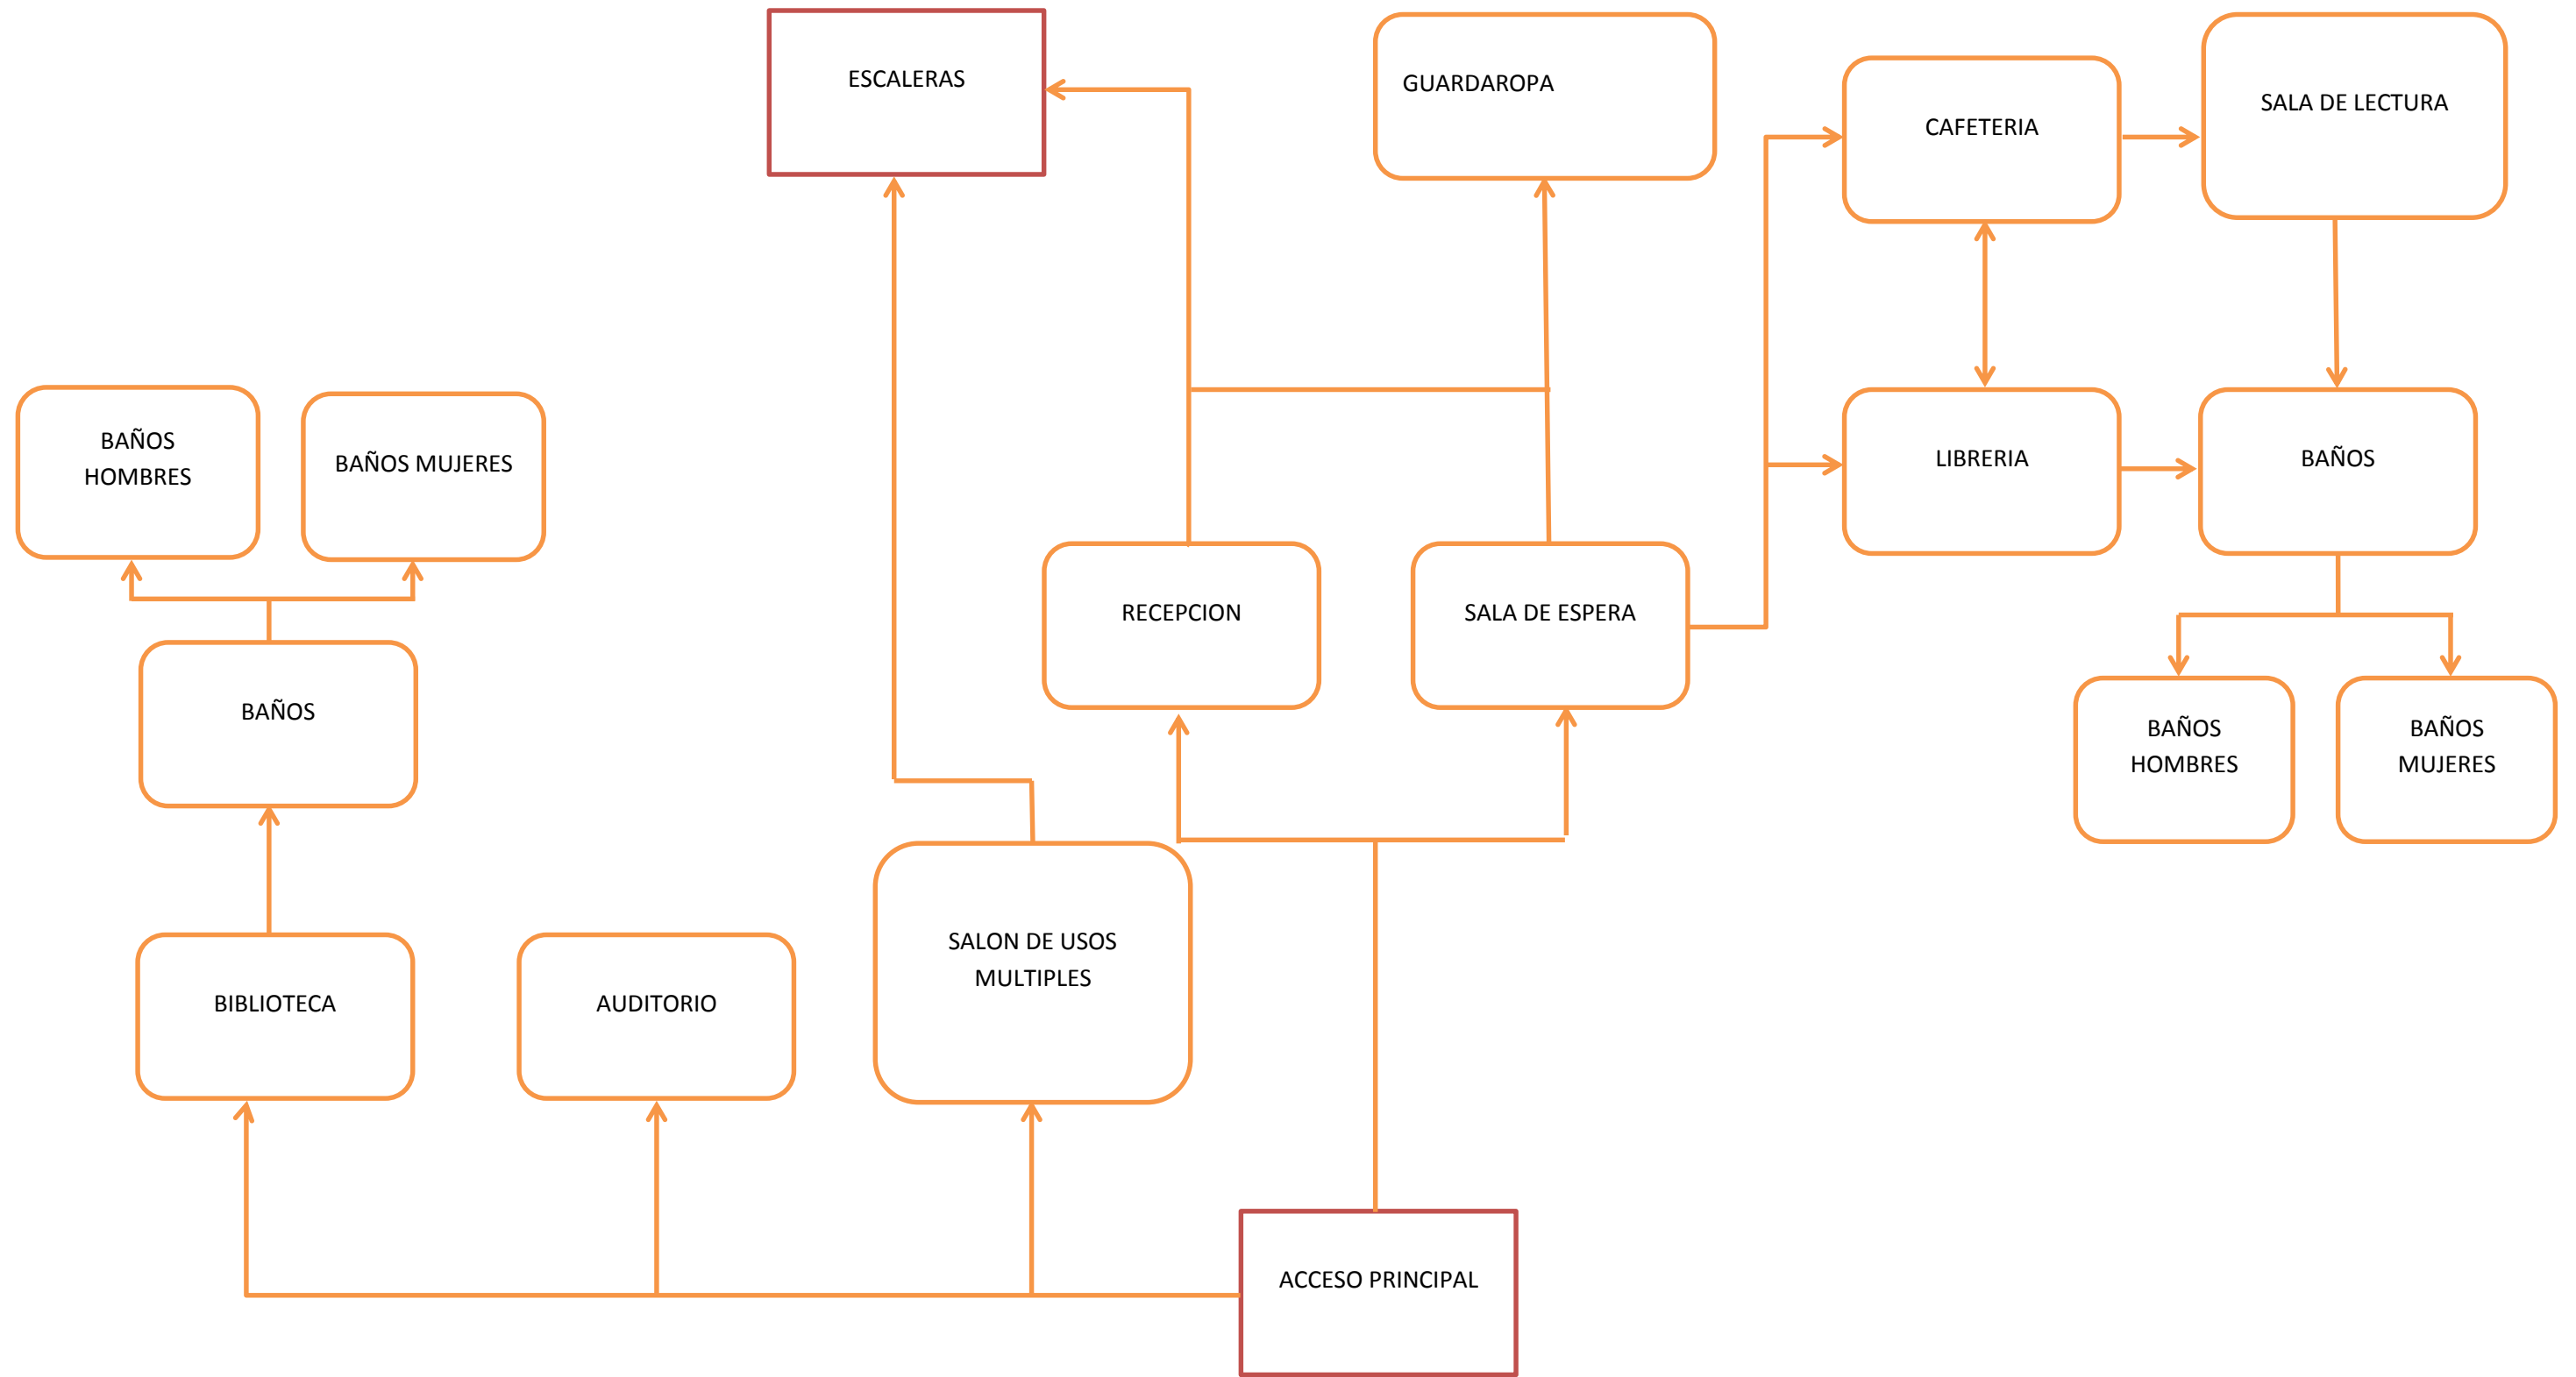 ESCALERAS
GUARDAROPA
CAFETERIA
SALA DE LECTURA
BAÑOS
HOMBRES
BAÑOS MUJERES
LIBRERIA
BAÑOS
RECEPCION
SALA DE ESPERA
BAÑOS
BAÑOS
HOMBRES
BAÑOS
MUJERES
BIBLIOTECA
AUDITORIO
SALON DE USOS
MULTIPLES
ACCESO PRINCIPAL